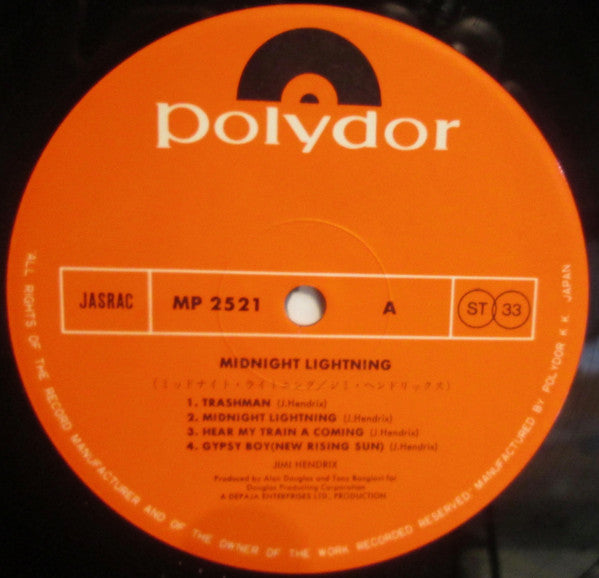 polydor
JASRAC
MP 2521
A
ST 33
MIDNIGHT LIGHTNING
(ミッドナイト・ライトニング/ジミ・ヘンドリックス)
1. TRASHMAN (J.Hendrix)
2. MIDNIGHT LIGHTNING (J.Hendrix)
3. HEAR MY TRAIN A COMING (J.Hendrix)
4. GYPSY BOY(NEW RISING SUN) (J.Hendrix)
JIMI HENDRIX
Produced by Alan Douglas and Tony Bongiovi for
Douglas Producing Corporation
A DEPAJA ENTERPRISES LTD., PRODUCTION
ALL RIGHTS OF THE RECORD MANUFACTURER AND OF THE OWNER OF THE WORK RECORDED RESERVED. MANUFACTURED BY POLYDOR K.K. JAPAN